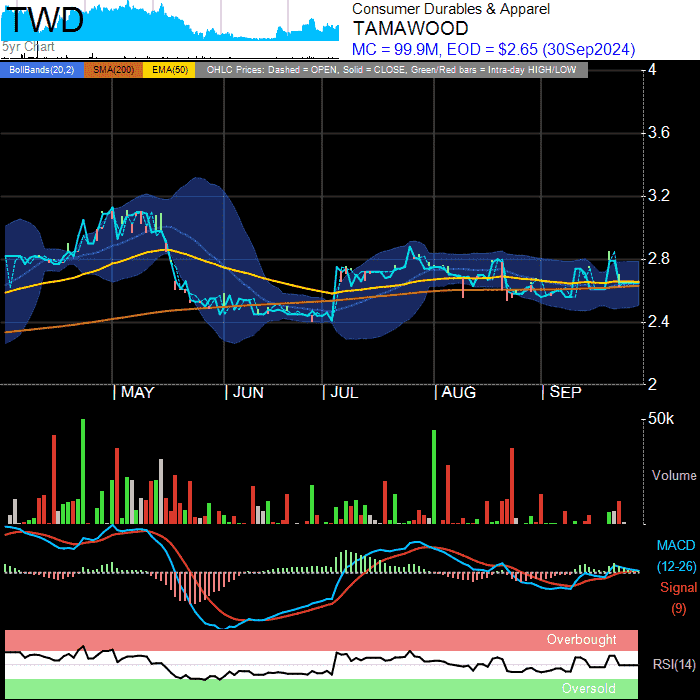 TWD
5yr Chart
Consumer Durables & Apparel
TAMAWOOD
MC = 99.9M, EOD = $2.65 (30Sep2024)
BollBands(20,2) SMA(200) EMA(50) OHLC Prices: Dashed = OPEN, Solid = CLOSE, Green/Red bars = Intra-day HIGH/LOW
4
3.6
3.2
2.8
2.4
2
MAY JUN JUL AUG SEP
50k
Volume
MACD
(12-26)
Signal
(9)
Overbought
RSI(14)
Oversold